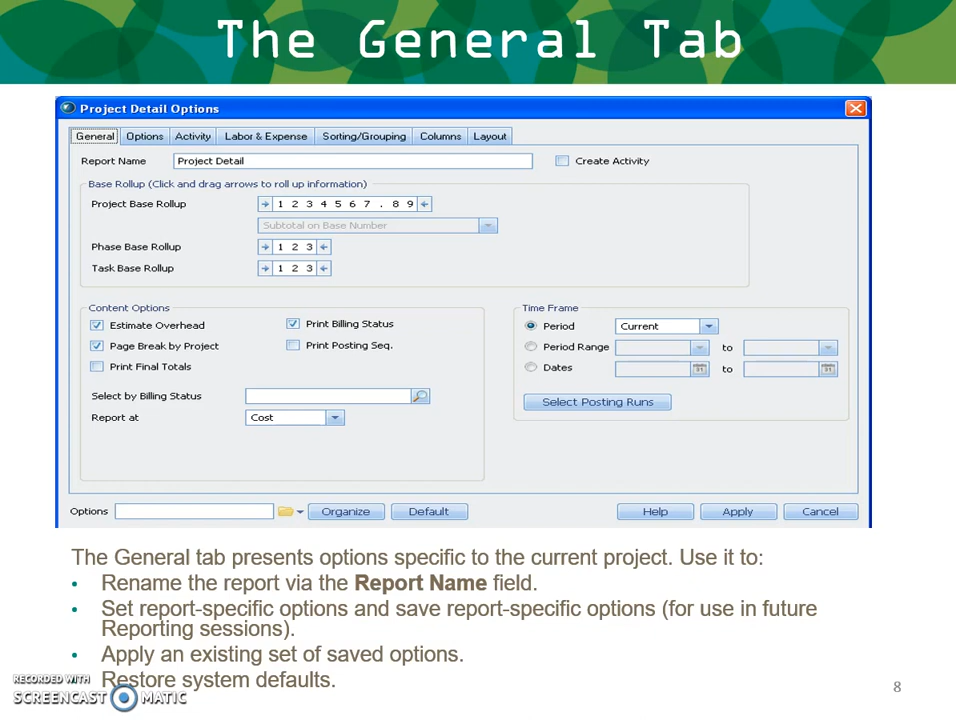 The General Tab
Project Detail Options
General Options Activity Labor & Expense Sorting/Grouping Columns Layout
Report Name Project Detail Create Activity
Base Rollup (Click and drag arrows to roll up information)
Project Base Rollup 1 2 3 4 5 6 7 . 8 9
Subtotal on Base Number
Phase Base Rollup 1 2 3
Task Base Rollup 1 2 3
Content Options
Estimate Overhead Print Billing Status
Page Break by Project Print Posting Seq.
Print Final Totals
Select by Billing Status
Report at Cost
Time Frame
Period Current
Period Range to
Dates 31 to 31
Select Posting Runs
Options Organize Default Help Apply Cancel
The General tab presents options specific to the current project. Use it to:
• Rename the report via the Report Name field.
• Set report-specific options and save report-specific options (for use in future
Reporting sessions).
• Apply an existing set of saved options.
• Restore system defaults.
RECORDED WITH
SCREENCAST MATIC
8